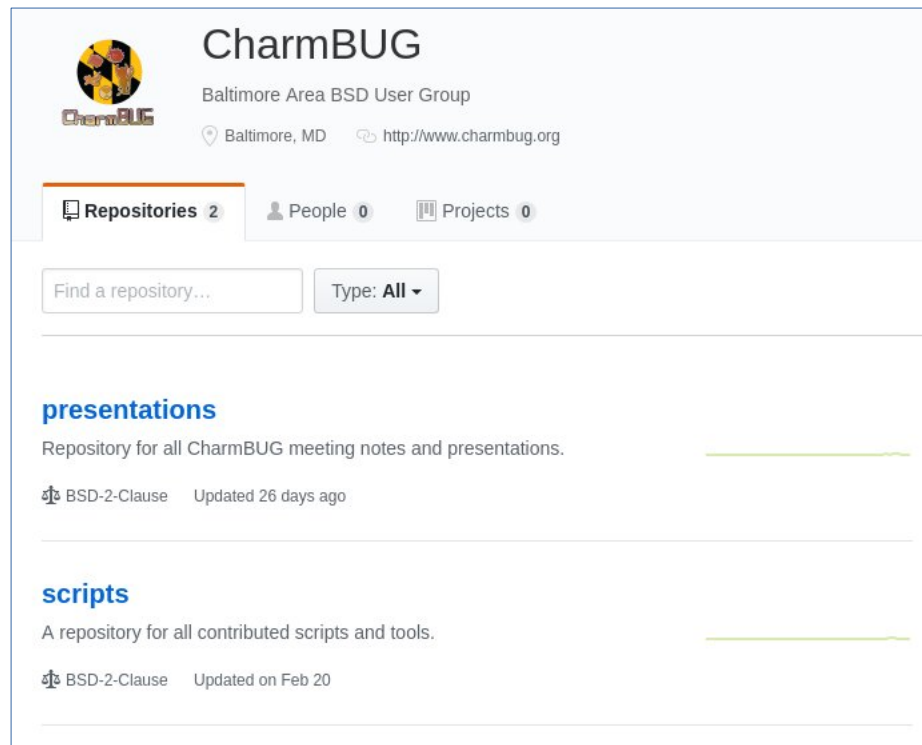 CharmBUG
CharmBUG
Baltimore Area BSD User Group
Baltimore, MD http://www.charmbug.org
Repositories 2 People 0 Projects 0
Find a repository… Type: All
presentations
Repository for all CharmBUG meeting notes and presentations.
BSD-2-Clause Updated 26 days ago
scripts
A repository for all contributed scripts and tools.
BSD-2-Clause Updated on Feb 20